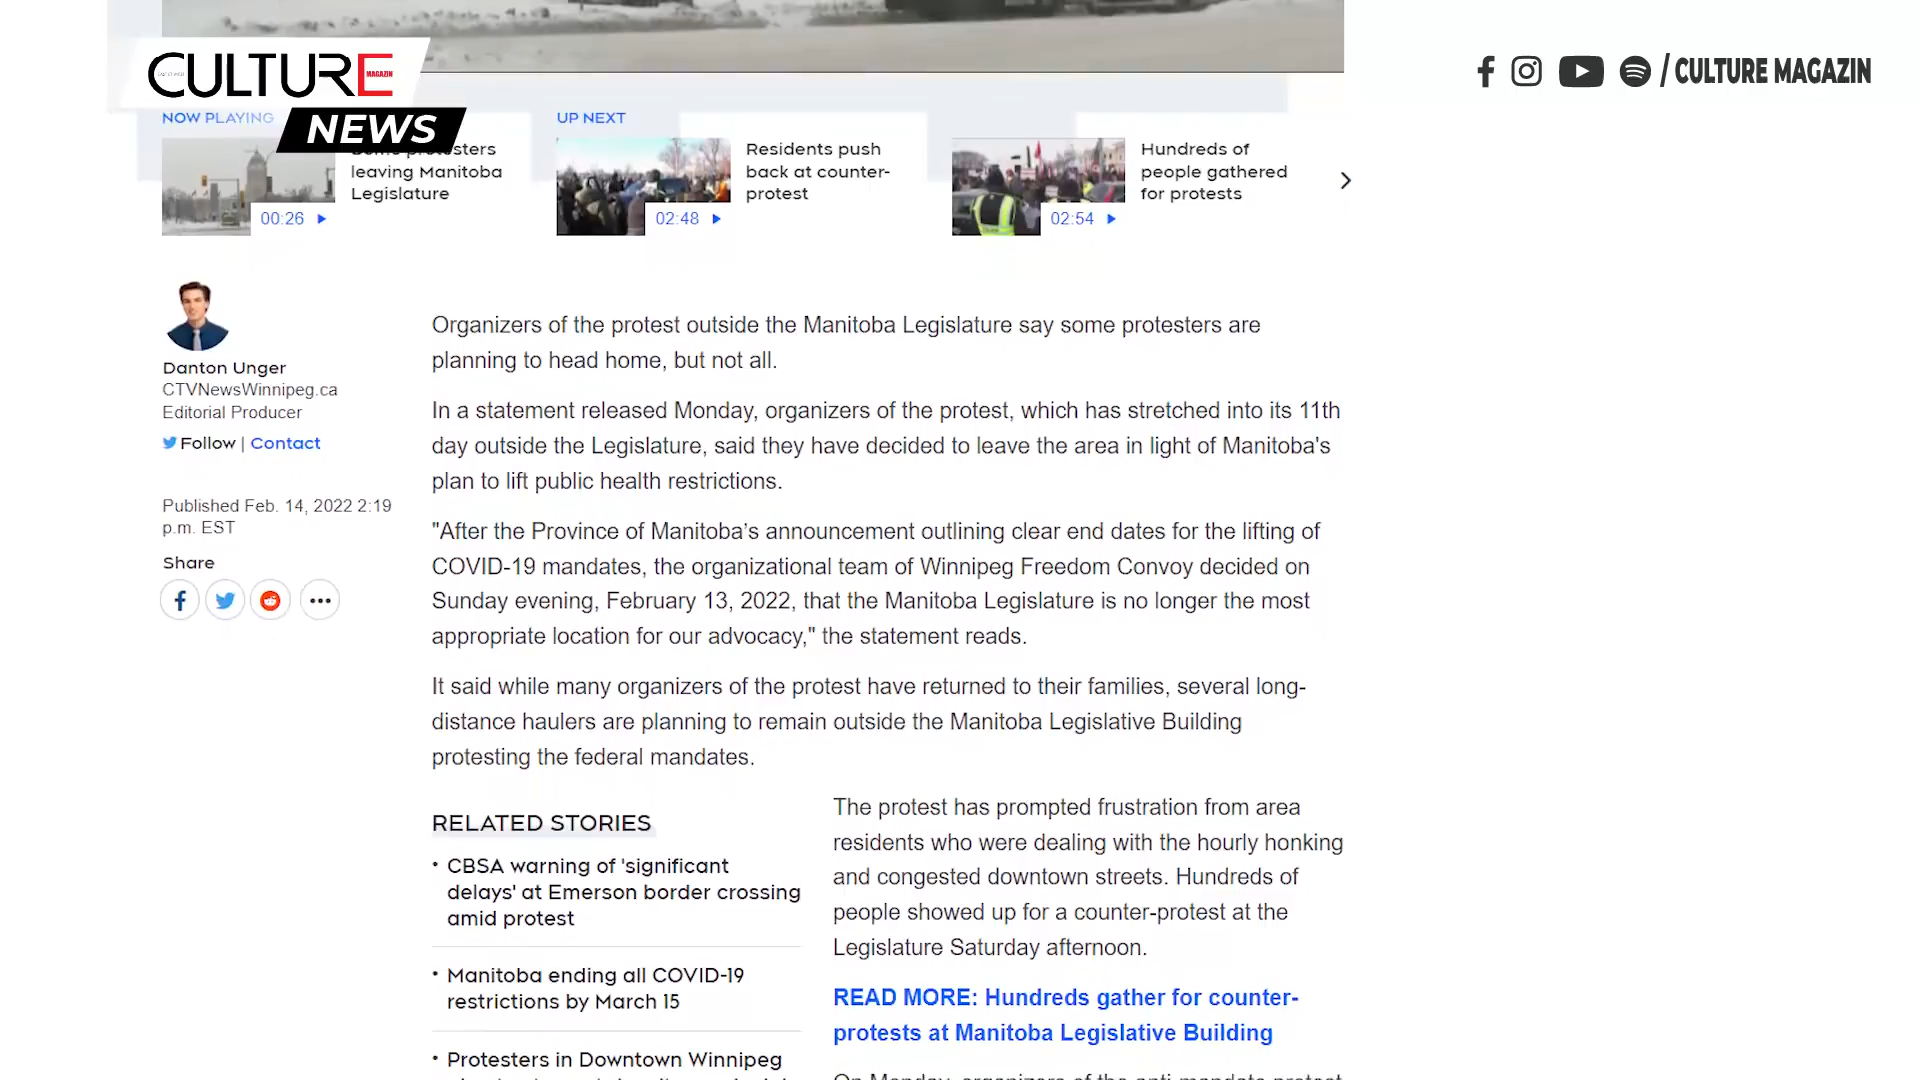 CULTURE
MAGAZIN
NEWS
/ CULTURE MAGAZIN
NOW PLAYING
protesters
leaving Manitoba
Legislature
00:26
UP NEXT
Residents push
back at counter-
protest
02:48
Hundreds of
people gathered
for protests
02:54
Danton Unger
CTVNewsWinnipeg.ca
Editorial Producer
Follow | Contact
Published Feb. 14, 2022 2:19
p.m. EST
Share
Organizers of the protest outside the Manitoba Legislature say some protesters are
planning to head home, but not all.
In a statement released Monday, organizers of the protest, which has stretched into its 11th
day outside the Legislature, said they have decided to leave the area in light of Manitoba's
plan to lift public health restrictions.
"After the Province of Manitoba’s announcement outlining clear end dates for the lifting of
COVID-19 mandates, the organizational team of Winnipeg Freedom Convoy decided on
Sunday evening, February 13, 2022, that the Manitoba Legislature is no longer the most
appropriate location for our advocacy," the statement reads.
It said while many organizers of the protest have returned to their families, several long-
distance haulers are planning to remain outside the Manitoba Legislative Building
protesting the federal mandates.
RELATED STORIES
• CBSA warning of 'significant
delays' at Emerson border crossing
amid protest
• Manitoba ending all COVID-19
restrictions by March 15
• Protesters in Downtown Winnipeg
The protest has prompted frustration from area
residents who were dealing with the hourly honking
and congested downtown streets. Hundreds of
people showed up for a counter-protest at the
Legislature Saturday afternoon.
READ MORE: Hundreds gather for counter-
protests at Manitoba Legislative Building
On Monday, organizers of the anti-mandate protest